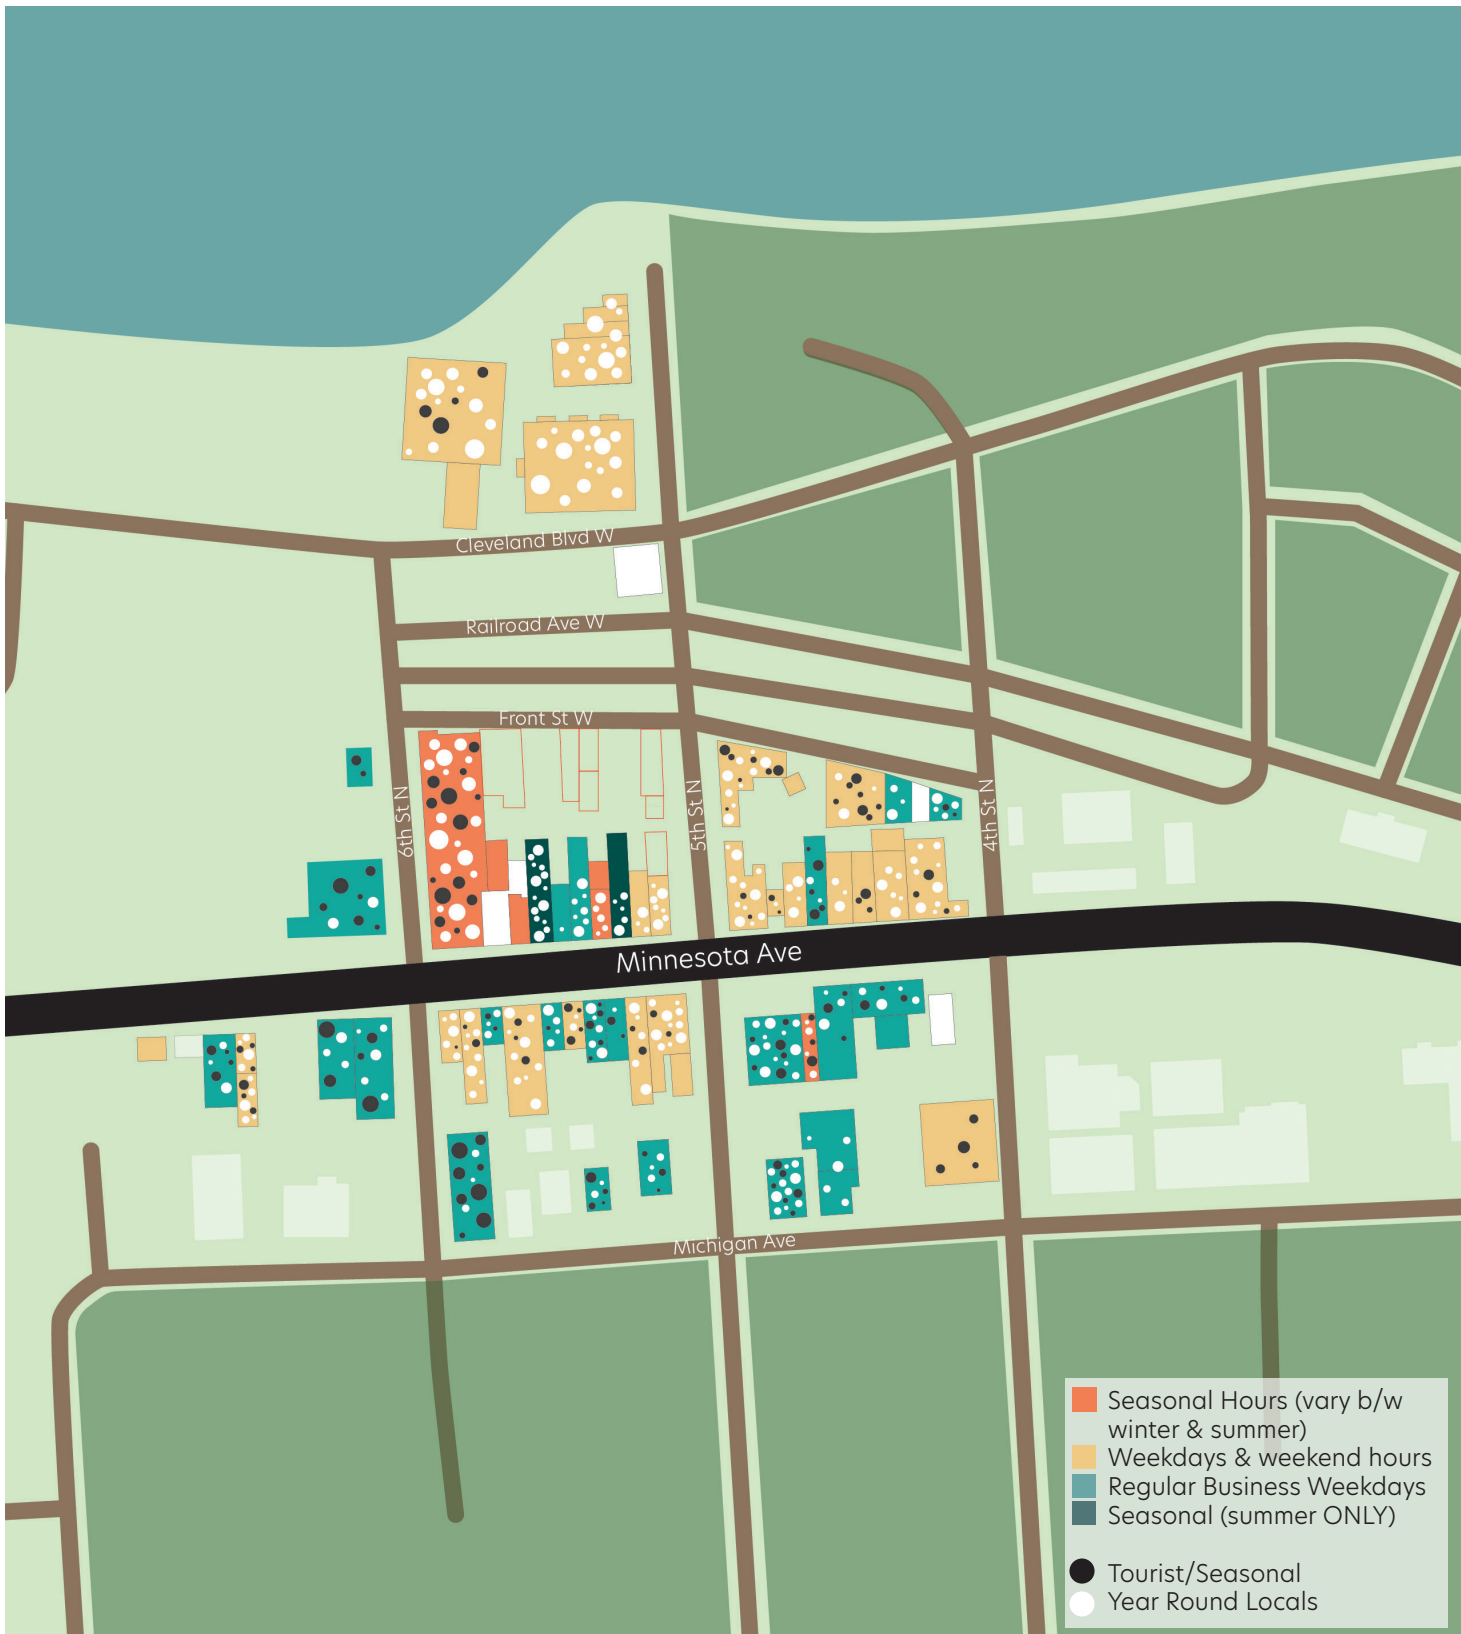 Cleveland Blvd W
Railroad Ave W
Front St W
6th St N
5th St N
4th St N
Minnesota Ave
Michigan Ave
Seasonal Hours (vary b/w
winter & summer)
Weekdays & weekend hours
Regular Business Weekdays
Seasonal (summer ONLY)
Tourist/Seasonal
Year Round Locals